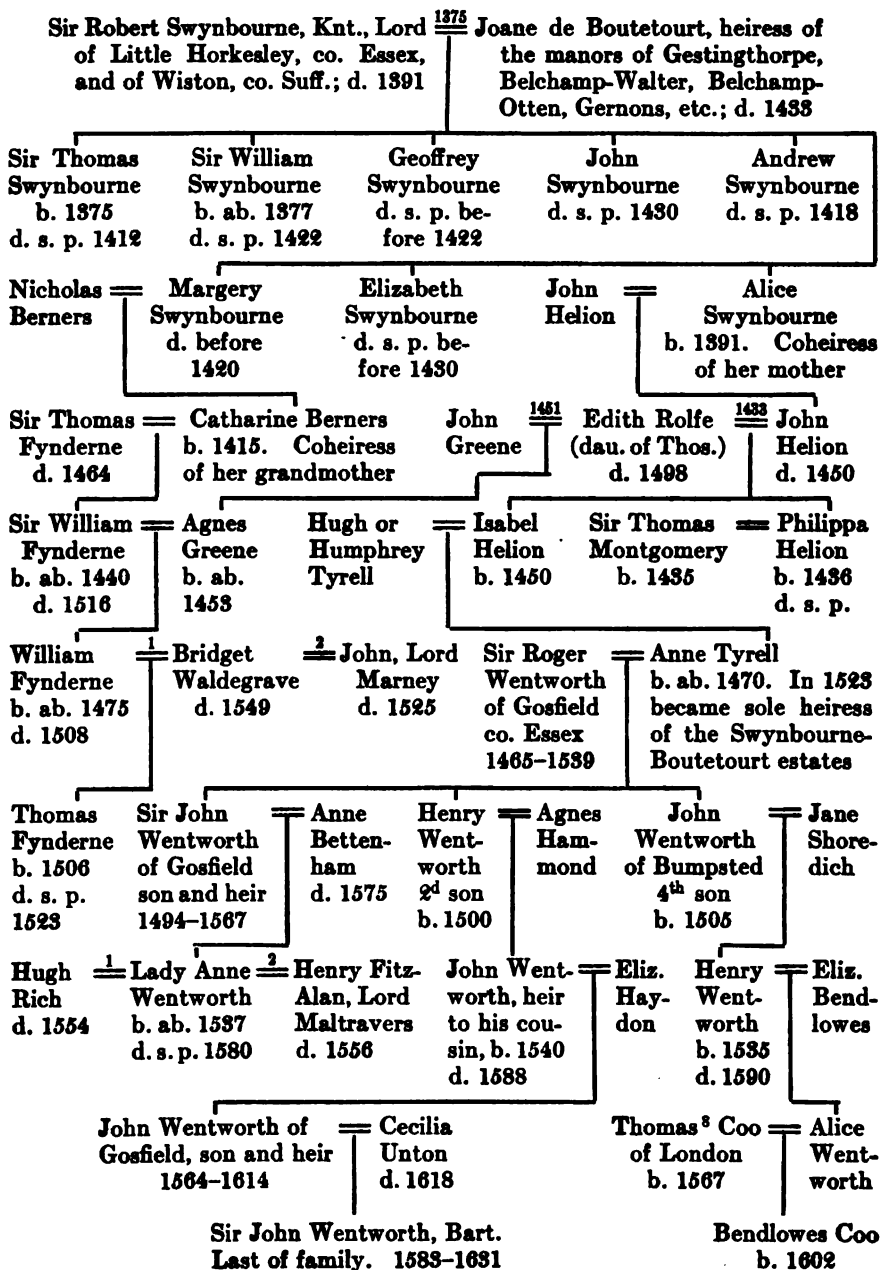 Sir Robert Swynbourne, Knt., Lord
of Little Horkesley, co. Essex,
and of Wiston, co. Suff.; d. 1391
1375
Joane de Boutetourt, heiress of
the manors of Gestingthorpe,
Belchamp-Walter, Belchamp-
Otten, Gernons, etc.; d. 1433
Sir Thomas
Swynbourne
b. 1375
d. s. p. 1412
Sir William
Swynbourne
b. ab. 1377
d. s. p. 1422
Geoffrey
Swynbourne
d. s. p. be-
fore 1422
John
Swynbourne
d. s. p. 1430
Andrew
Swynbourne
d. s. p. 1418
Nicholas
Berners
Margery
Swynbourne
d. before
1420
Elizabeth
Swynbourne
d. s. p. be-
fore 1430
John
Helion
Alice
Swynbourne
b. 1391. Coheiress
of her mother
Sir Thomas
Fynderne
d. 1464
Catharine Berners
b. 1415. Coheiress
of her grandmother
John
Greene
1451
Edith Rolfe
(dau. of Thos.)
d. 1498
1433
John
Helion
d. 1450
Sir William
Fynderne
b. ab. 1440
d. 1516
Agnes
Greene
b. ab.
1453
Hugh or
Humphrey
Tyrell
Isabel
Helion
b. 1450
Sir Thomas
Montgomery
b. 1435
Philippa
Helion
b. 1436
d. s. p.
William
Fynderne
b. ab. 1475
d. 1508
1
Bridget
Waldegrave
d. 1549
2
John, Lord
Marney
d. 1525
Sir Roger
Wentworth
of Gosfield
co. Essex
1465–1539
Anne Tyrell
b. ab. 1470. In 1523
became sole heiress
of the Swynbourne-
Boutetourt estates
Thomas
Fynderne
b. 1506
d. s. p.
1523
Sir John
Wentworth
of Gosfield
son and heir
1494–1567
Anne
Betten-
ham
d. 1575
Henry
Went-
worth
2d son
b. 1500
Agnes
Ham-
mond
John
Wentworth
of Bumpsted
4th son
b. 1505
Jane
Shore-
dich
Hugh
Rich
d. 1554
1
Lady Anne
Wentworth
b. ab. 1537
d. s. p. 1580
2
Henry Fitz-
Alan, Lord
Maltravers
d. 1556
John Went-
worth, heir
to his cou-
sin, b. 1540
d. 1588
Eliz.
Hay-
don
Henry
Went-
worth
b. 1535
d. 1590
Eliz.
Bend-
lowes
John Wentworth of
Gosfield, son and heir
1564–1614
Cecilia
Unton
d. 1618
Thomas⁸ Coo
of London
b. 1567
Alice
Went-
worth
Sir John Wentworth, Bart.
Last of family. 1583–1631
Bendlowes Coo
b. 1602